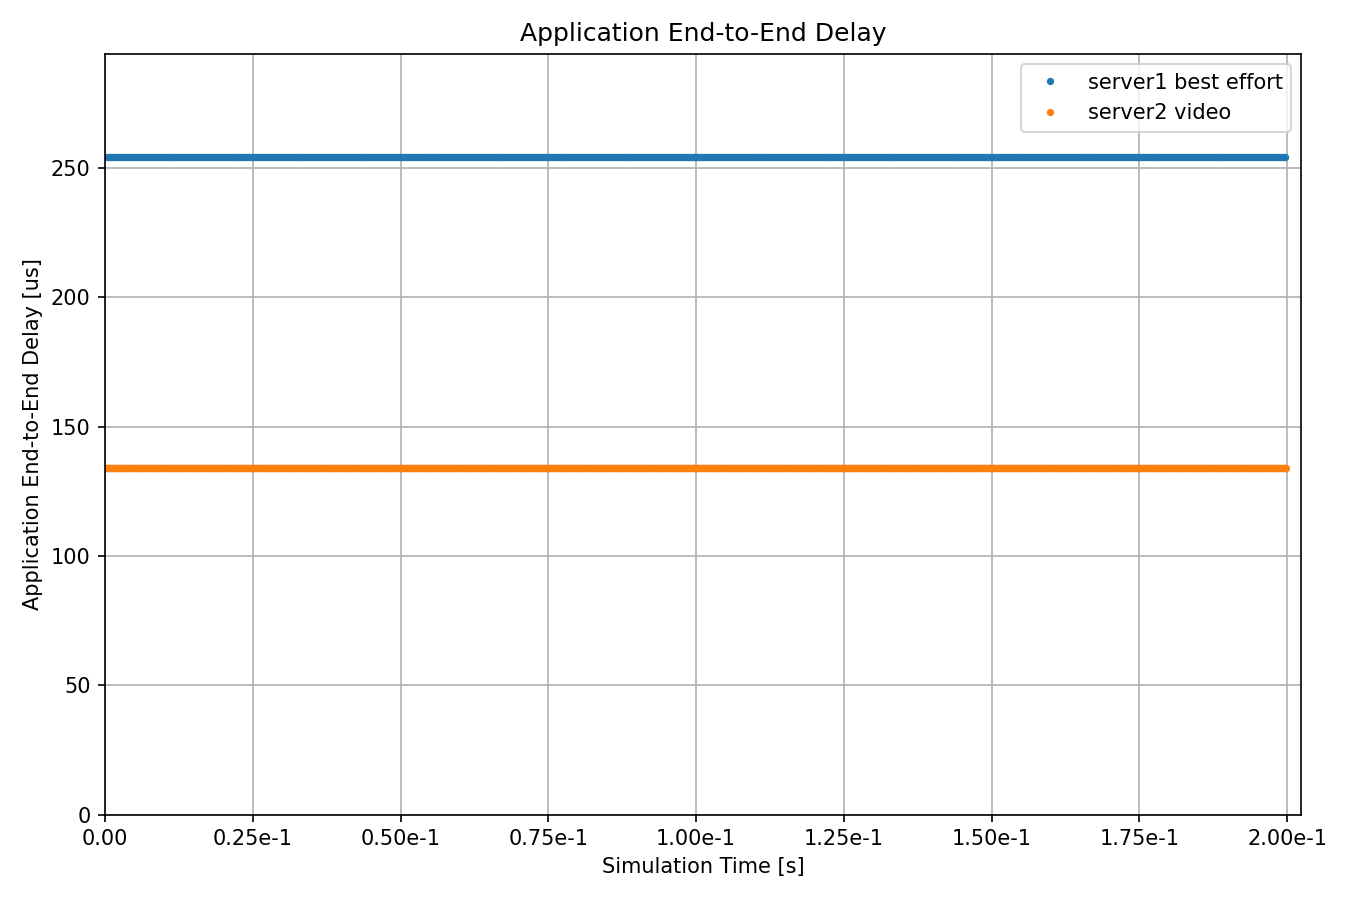 Application End-to-End Delay
server1 best effort
server2 video
Application End-to-End Delay [us]
250
200
150
100
50
0
0.00 0.25e-1 0.50e-1 0.75e-1 1.00e-1 1.25e-1 1.50e-1 1.75e-1 2.00e-1
Simulation Time [s]